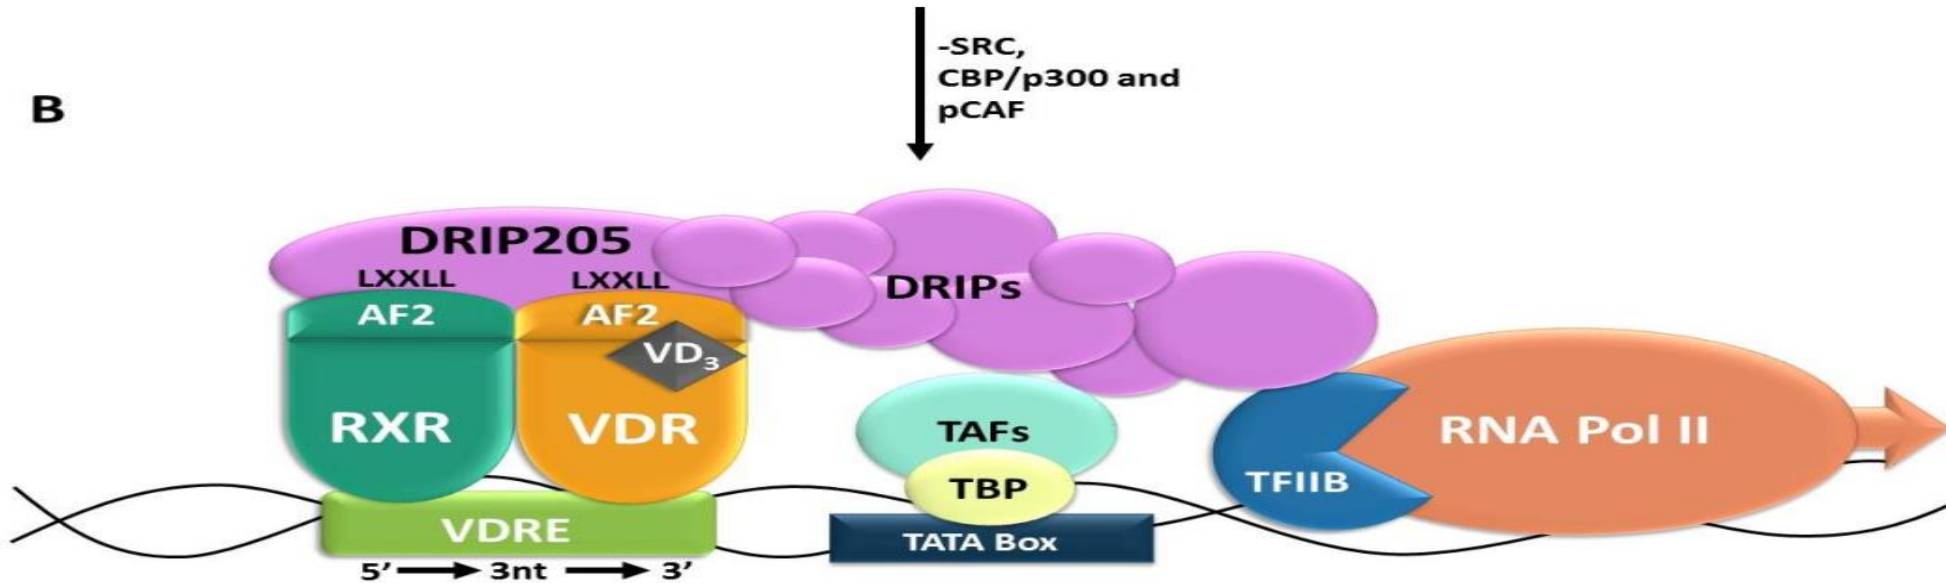 -SRC,
CBP/p300 and
pCAF
B
DRIP205
LXXLL LXXLL
DRIPs
AF2 AF2
VD₃
RXR VDR
TAFs
RNA Pol II
TBP
TFIIB
VDRE
TATA Box
5’ 3nt 3’